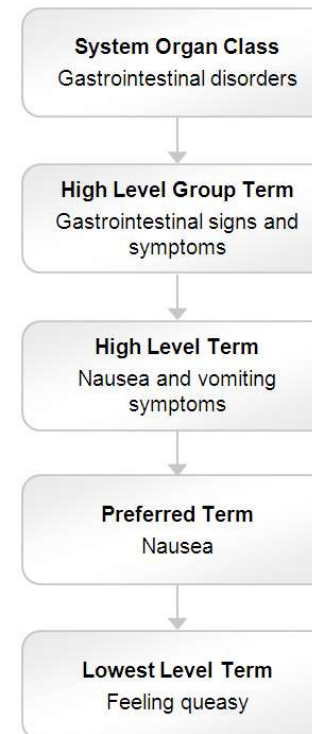 System Organ Class
Gastrointestinal disorders
High Level Group Term
Gastrointestinal signs and
symptoms
High Level Term
Nausea and vomiting
symptoms
Preferred Term
Nausea
Lowest Level Term
Feeling queasy